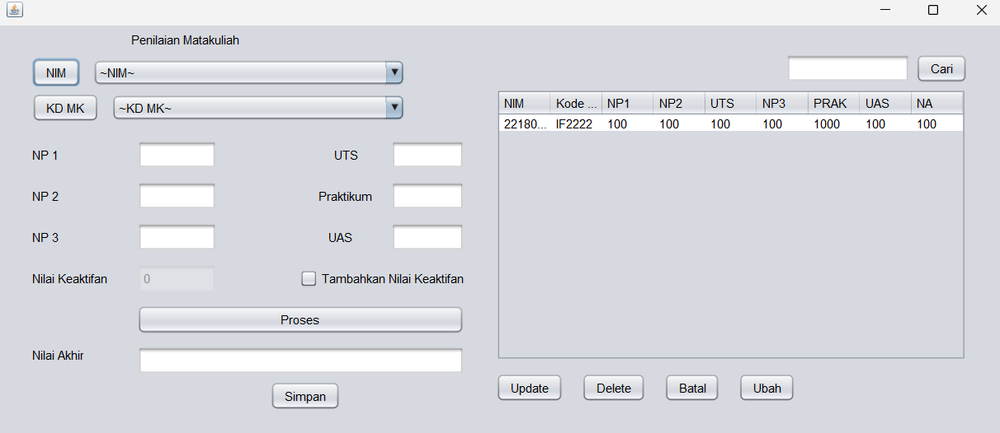 Penilaian Matakuliah
NIM ~NIM~
KD MK ~KD MK~
NP 1 UTS
NP 2 Praktikum
NP 3 UAS
Nilai Keaktifan 0 Tambahkan Nilai Keaktifan
Proses
Nilai Akhir
Simpan
Cari
NIM Kode ... NP1 NP2 UTS NP3 PRAK UAS NA
22180... IF2222 100 100 100 100 1000 100 100
Update Delete Batal Ubah